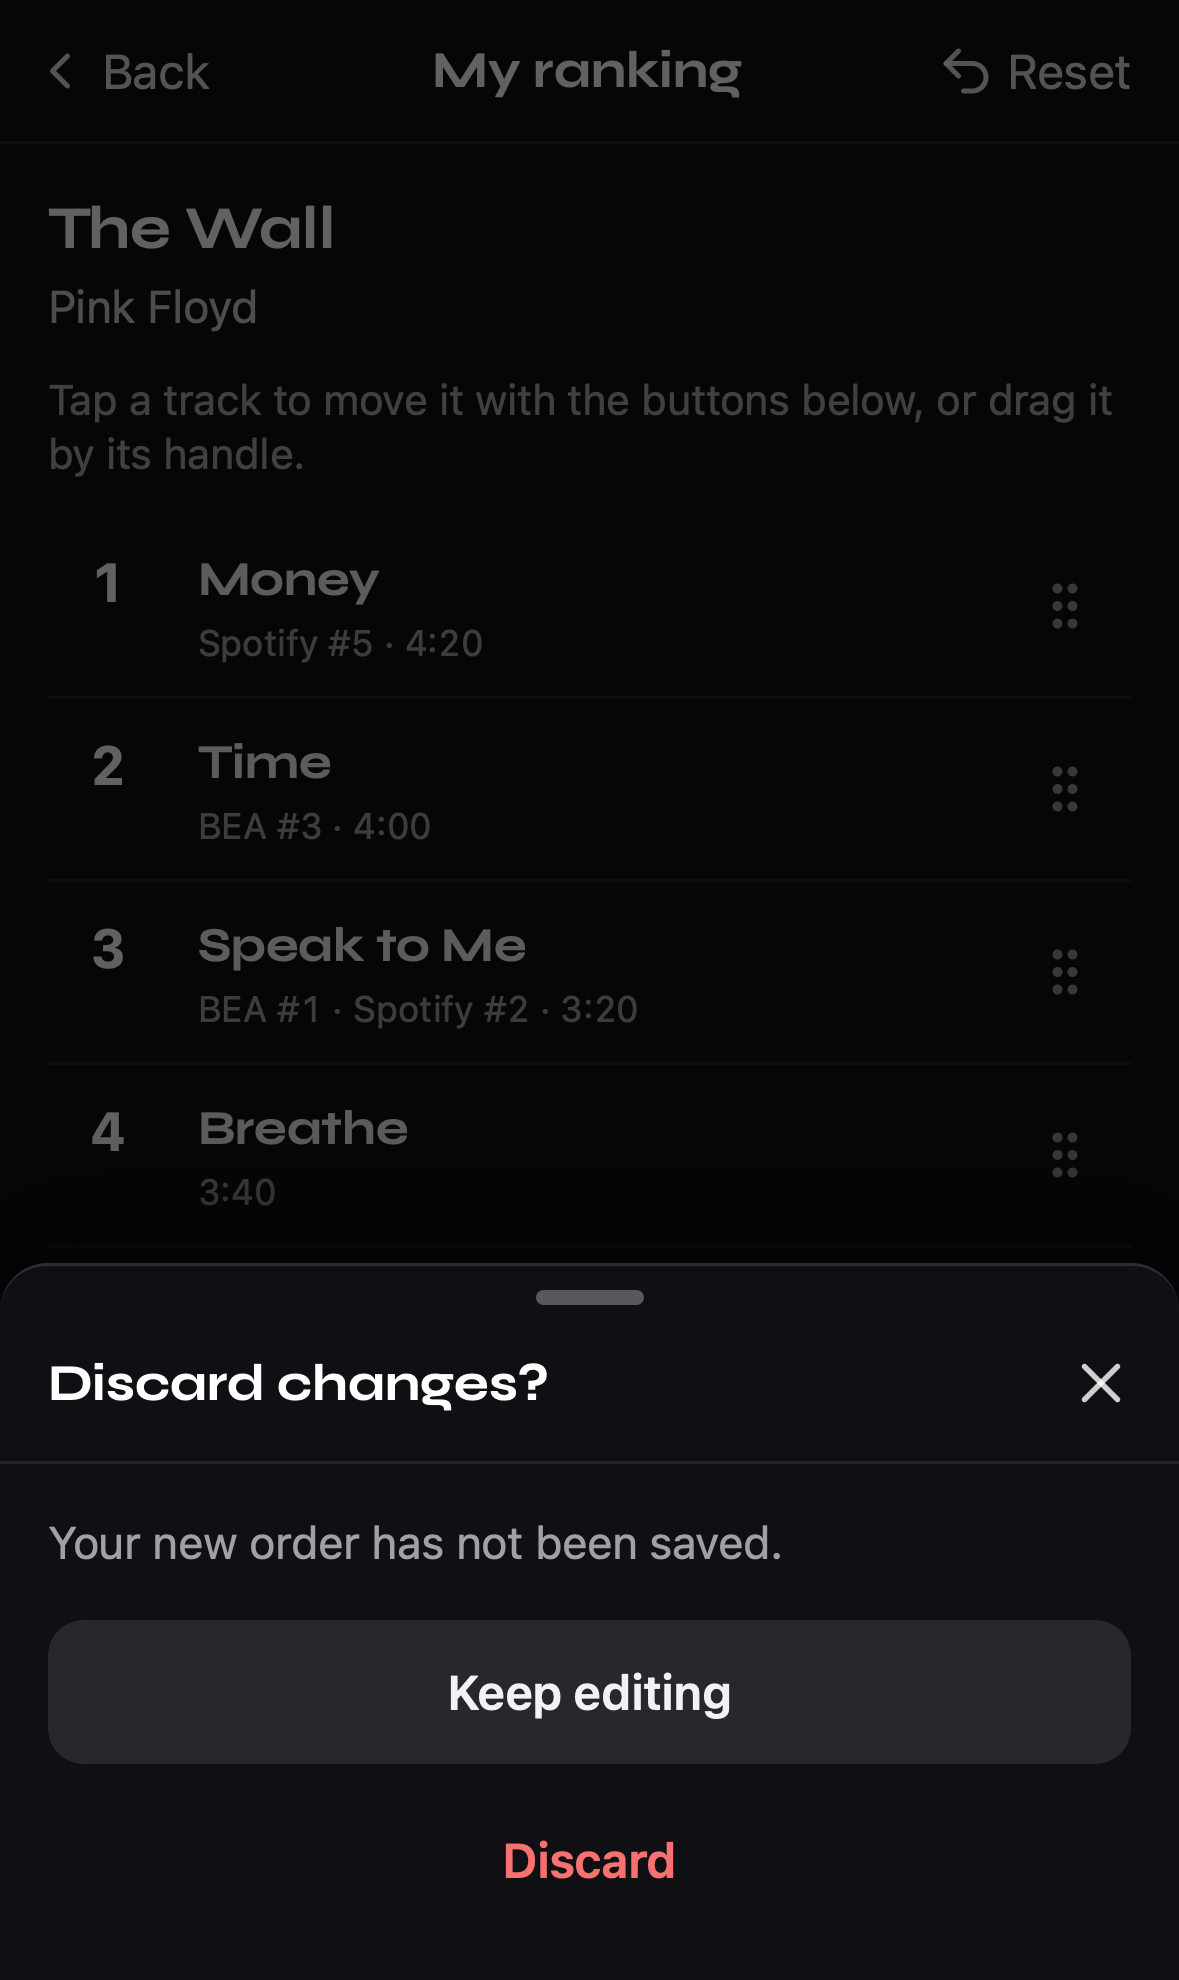 Back
My ranking
Reset
The Wall
Pink Floyd
Tap a track to move it with the buttons below, or drag it
by its handle.
1
Money
Spotify #5 · 4:20
2
Time
BEA #3 · 4:00
3
Speak to Me
BEA #1 · Spotify #2 · 3:20
4
Breathe
3:40
Discard changes?
Your new order has not been saved.
Keep editing
Discard